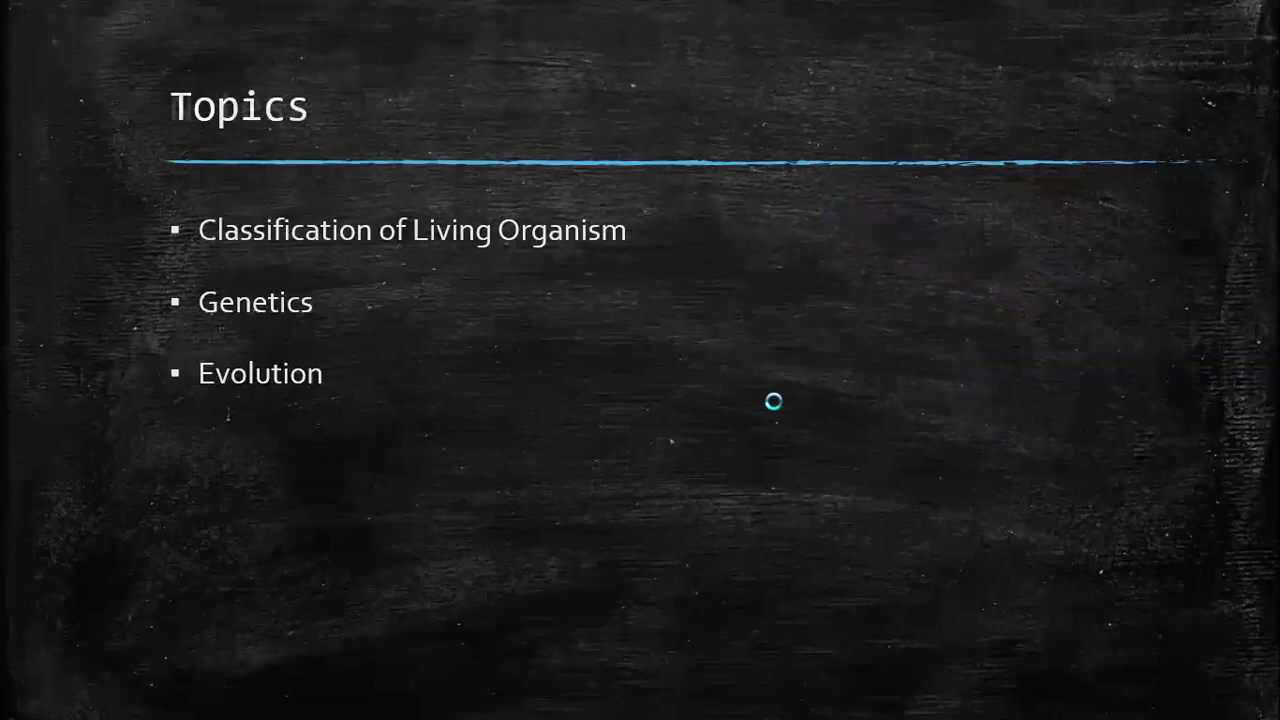 Topics
▪ Classification of Living Organism
▪ Genetics
▪ Evolution